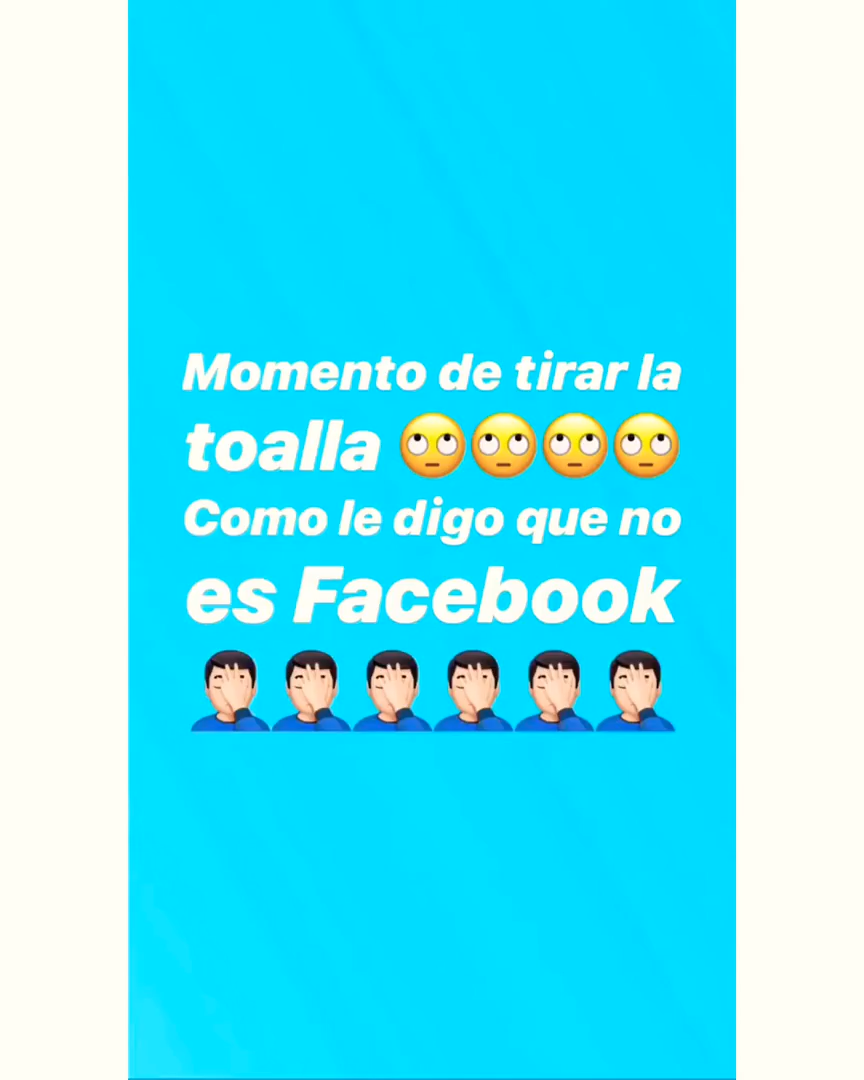 Momento de tirar la
toalla 🙄🙄🙄🙄
Como le digo que no
es Facebook
🤦🏻‍♂️🤦🏻‍♂️🤦🏻‍♂️🤦🏻‍♂️🤦🏻‍♂️🤦🏻‍♂️